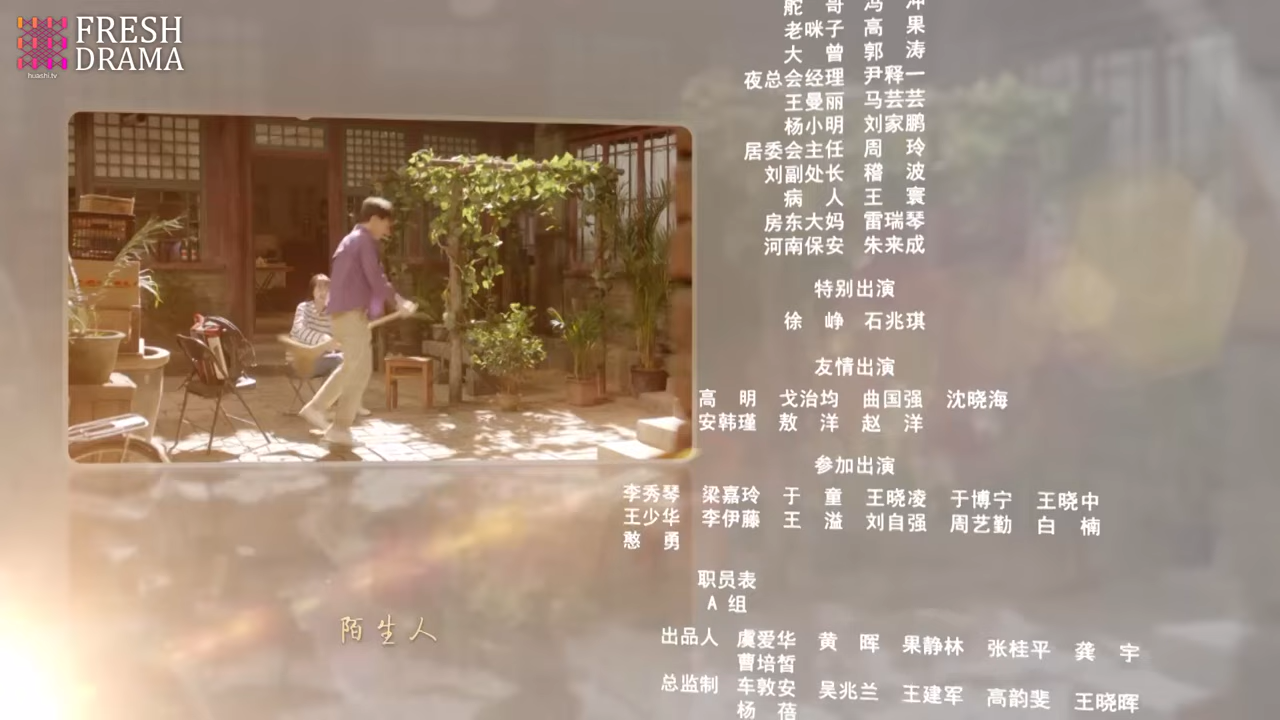 FRESH
DRAMA
huashi.tv
舵 哥 冯 冲
老咪子 高 果
大 曾 郭 涛
夜总会经理 尹释一
王曼丽 马芸芸
杨小明 刘家鹏
居委会主任 周 玲
刘副处长 稽 波
病 人 王 寰
房东大妈 雷瑞琴
河南保安 朱来成
特别出演
徐 峥 石兆琪
友情出演
高 明 戈治均 曲国强 沈晓海
安韩瑾 敖 洋 赵 洋
参加出演
李秀琴 梁嘉玲 于 童 王晓凌 于博宁 王晓中
王少华 李伊藤 王 溢 刘自强 周艺勤 白 楠
憨 勇
职员表
A 组
出品人 虞爱华 黄 晖 果静林 张桂平 龚 宇
曹培皙
总监制 车敦安 吴兆兰 王建军 高韵斐 王晓晖
杨 蓓
陌生人